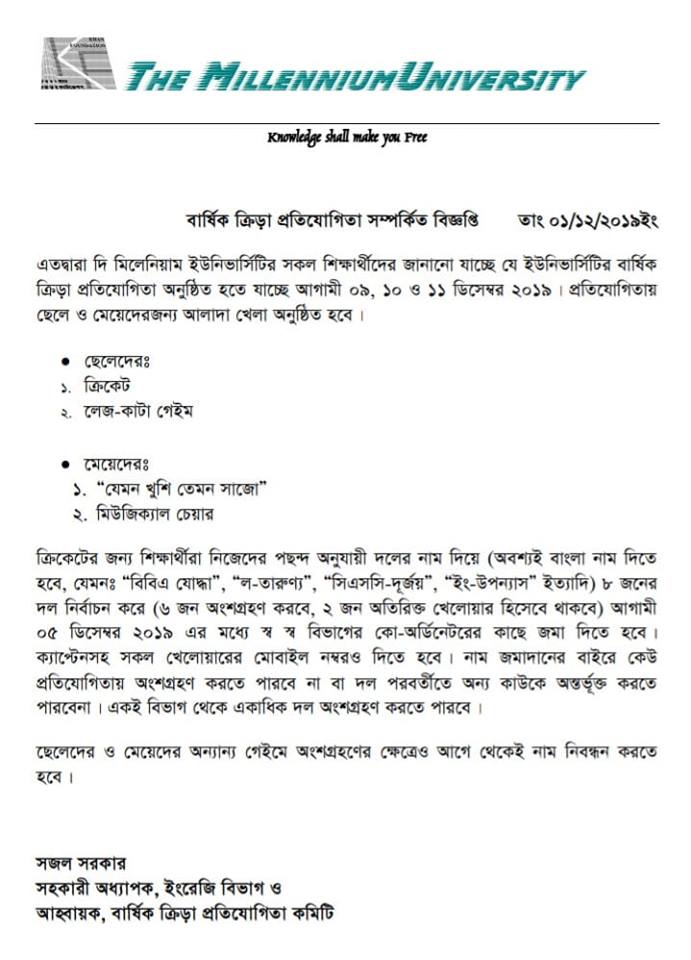 KHAN
FOUNDATION
THE MILLENNIUM UNIVERSITY
Knowledge shall make you Free
বার্ষিক ক্রিড়া প্রতিযোগিতা সম্পর্কিত বিজ্ঞপ্তি তাং ০১/১২/২০১৯ইং
এতদ্বারা দি মিলেনিয়াম ইউনিভার্সিটির সকল শিক্ষার্থীদের জানানো যাচ্ছে যে ইউনিভার্সিটির বার্ষিক
ক্রিড়া প্রতিযোগিতা অনুষ্ঠিত হতে যাচ্ছে আগামী ০৯, ১০ ও ১১ ডিসেম্বর ২০১৯ । প্রতিযোগিতায়
ছেলে ও মেয়েদেরজন্য আলাদা খেলা অনুষ্ঠিত হবে ।
• ছেলেদেরঃ
১. ক্রিকেট
২. লেজ-কাটা গেইম
• মেয়েদেরঃ
১. “যেমন খুশি তেমন সাজো”
২. মিউজিক্যাল চেয়ার
ক্রিকেটের জন্য শিক্ষার্থীরা নিজেদের পছন্দ অনুযায়ী দলের নাম দিয়ে (অবশ্যই বাংলা নাম দিতে
হবে, যেমনঃ “বিবিএ যোদ্ধা”, “ল-তারুণ্য”, “সিএসসি-দূর্জয়”, “ইং-উপন্যাস” ইত্যাদি) ৮ জনের
দল নির্বাচন করে (৬ জন অংশগ্রহণ করবে, ২ জন অতিরিক্ত খেলোয়ার হিসেবে থাকবে) আগামী
০৫ ডিসেম্বর ২০১৯ এর মধ্যে স্ব স্ব বিভাগের কো-অর্ডিনেটরের কাছে জমা দিতে হবে ।
ক্যাপ্টেনসহ সকল খেলোয়ারের মোবাইল নম্বরও দিতে হবে । নাম জমাদানের বাইরে কেউ
প্রতিযোগিতায় অংশগ্রহণ করতে পারবে না বা দল পরবর্তীতে অন্য কাউকে অন্তর্ভূক্ত করতে
পারবেনা । একই বিভাগ থেকে একাধিক দল অংশগ্রহণ করতে পারবে ।
ছেলেদের ও মেয়েদের অন্যান্য গেইমে অংশগ্রহণের ক্ষেত্রেও আগে থেকেই নাম নিবন্ধন করতে
হবে ।
সজল সরকার
সহকারী অধ্যাপক, ইংরেজি বিভাগ ও
আহ্বায়ক, বার্ষিক ক্রিড়া প্রতিযোগিতা কমিটি